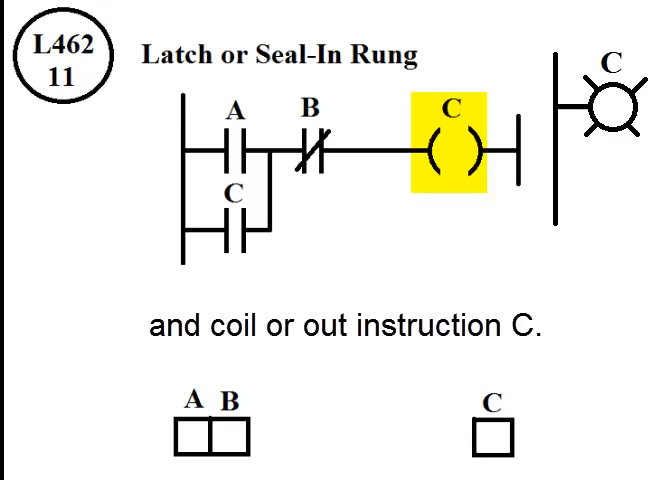 L462
11
Latch or Seal-In Rung
A B C
C
C
and coil or out instruction C.
A B C